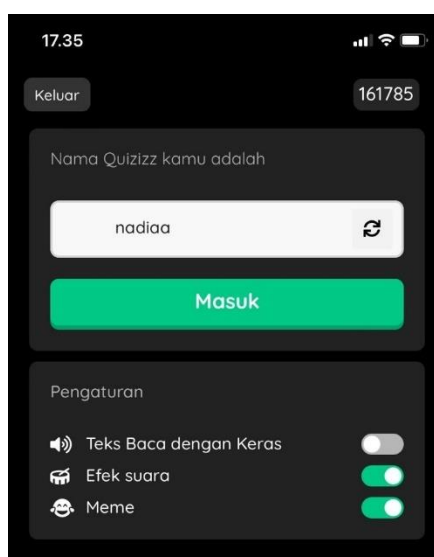 17.35
Keluar 161785
Nama Quizizz kamu adalah
nadiaa
Masuk
Pengaturan
Teks Baca dengan Keras
Efek suara
Meme